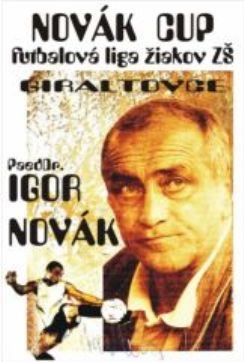 NOVÁK CUP
futbalová liga žiakov ZŠ
GIRALTOVCE
PaedDr.
IGOR
NOVÁK